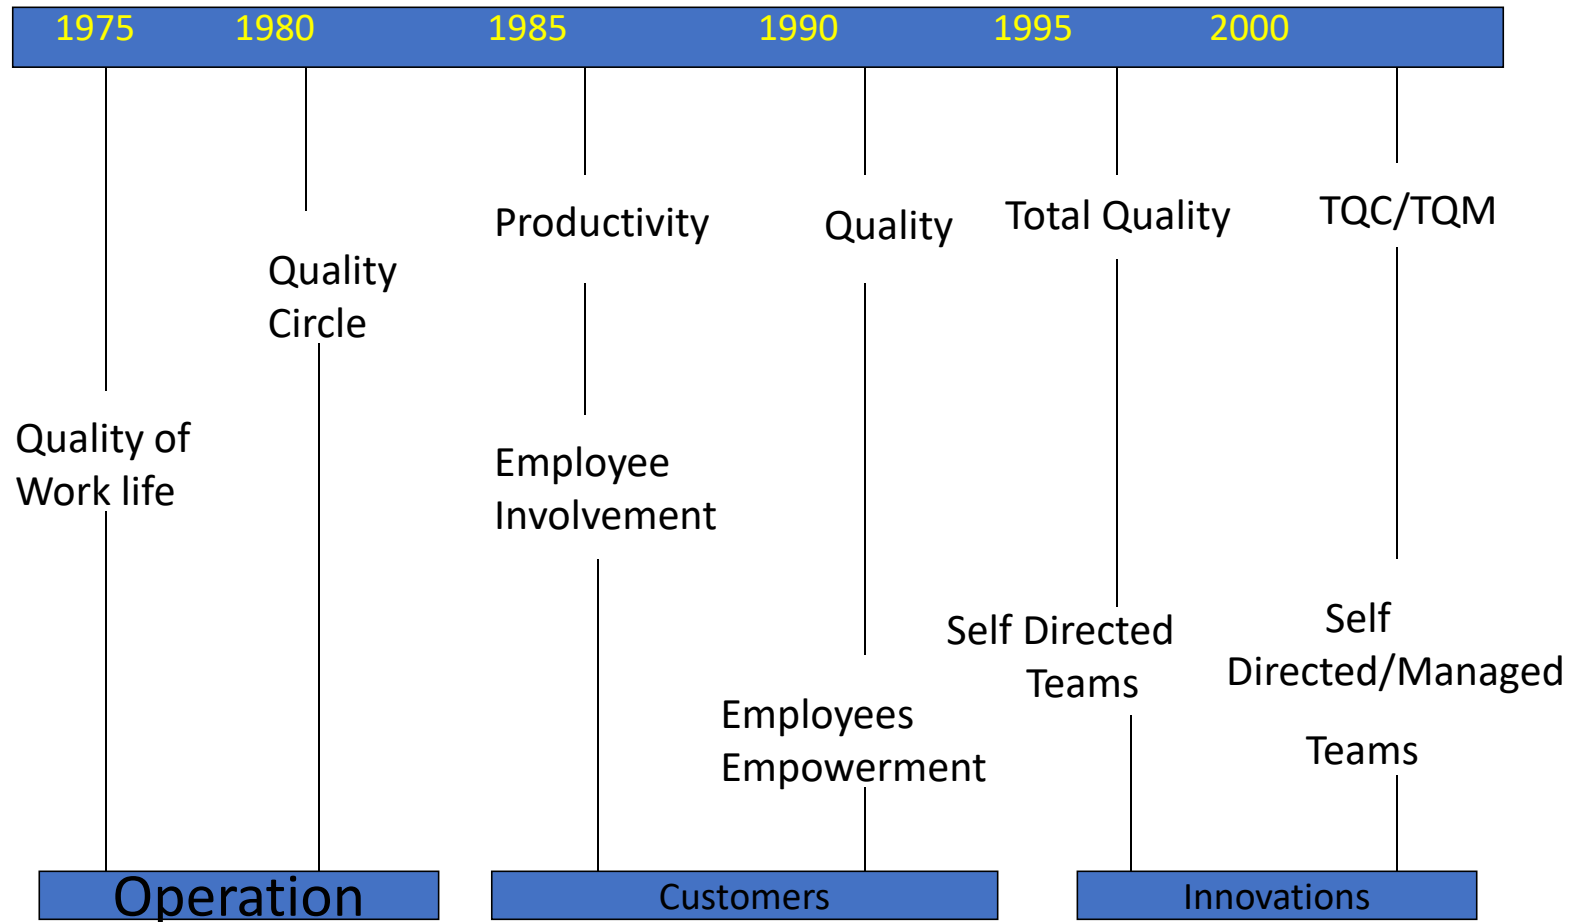 1975 1980 1985 1990 1995 2000
Productivity
Quality
Total Quality
TQC/TQM
Quality
Circle
Quality of
Work life
Employee
Involvement
Self Directed
Teams
Self
Directed/Managed
Teams
Employees
Empowerment
Operation
Customers
Innovations